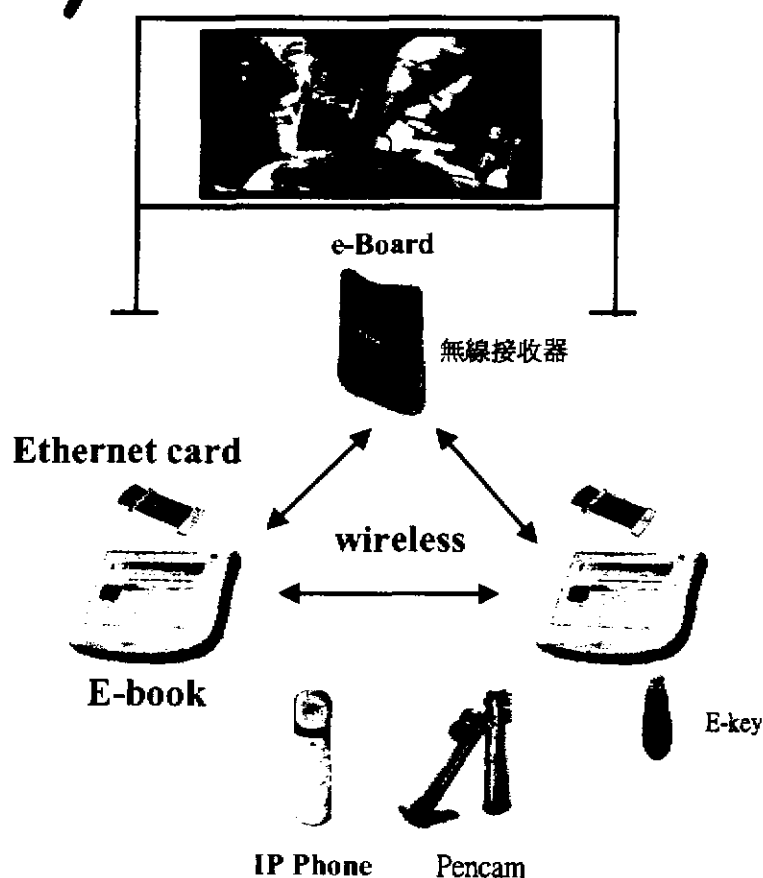 e-Board
無線接收器
Ethernet card
wireless
E-book
E-key
IP Phone
Pencam